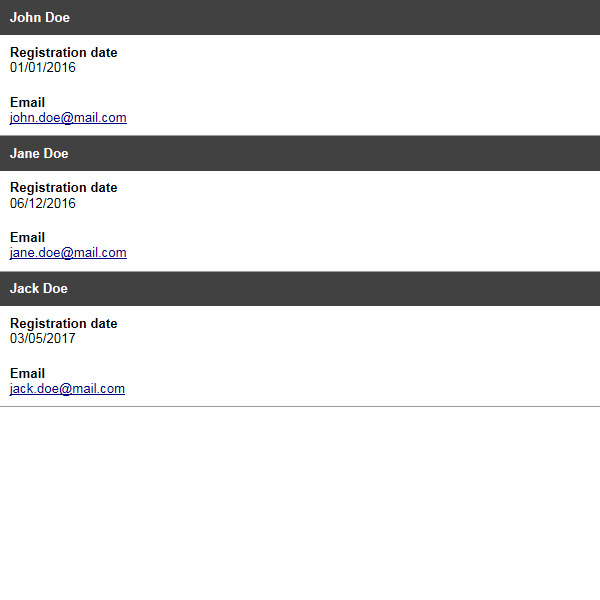 John Doe
Registration date
01/01/2016
Email
john.doe@mail.com
Jane Doe
Registration date
06/12/2016
Email
jane.doe@mail.com
Jack Doe
Registration date
03/05/2017
Email
jack.doe@mail.com